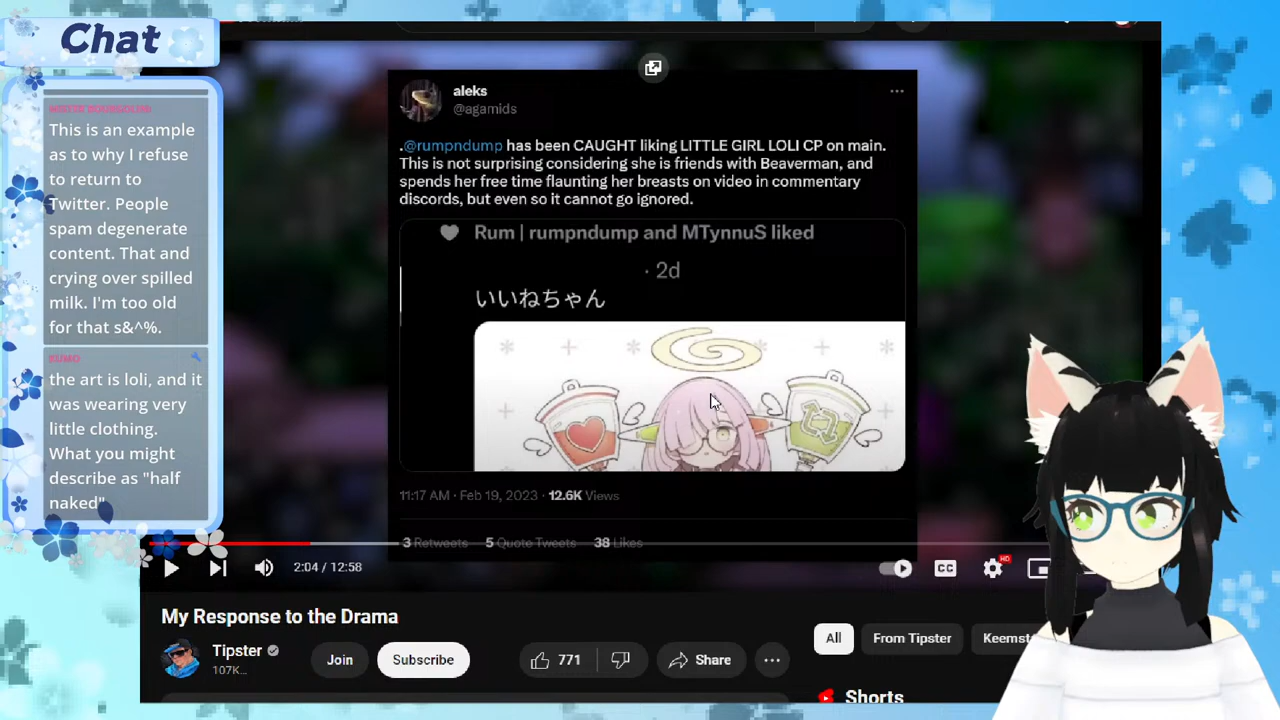 Chat
This is an example
as to why I refuse
to return to
Twitter. People
spam degenerate
content. That and
crying over spilled
milk. I'm too old
for that s&^%.
the art is loli, and it
was wearing very
little clothing.
What you might
describe as "half
naked"
aleks
@agamids
.@rumpndump has been CAUGHT liking LITTLE GIRL LOLI CP on main.
This is not surprising considering she is friends with Beaverman, and
spends her free time flaunting her breasts on video in commentary
discords, but even so it cannot go ignored.
Rum | rumpndump and MTynnuS liked
· 2d
いいねちゃん
11:17 AM · Feb 19, 2023 · 12.6K Views
3 Retweets 5 Quote Tweets 38 Likes
2:04 / 12:58
CC
HD
My Response to the Drama
Tipster
107K...
Join
Subscribe
771
Share
All
From Tipster
Keemst
Shorts